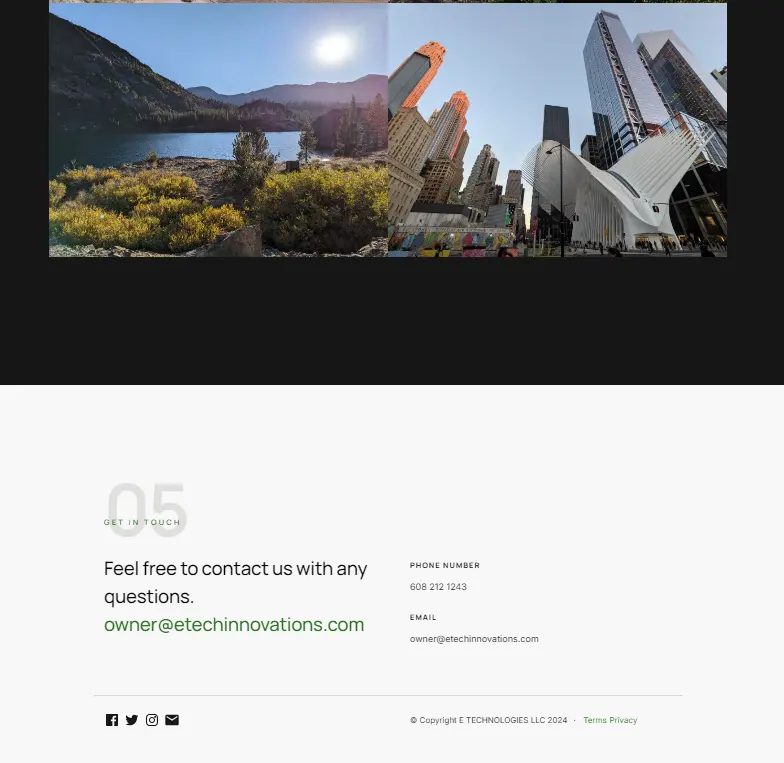 05
GET IN TOUCH
Feel free to contact us with any
questions.
owner@etechinnovations.com
PHONE NUMBER
608 212 1243
EMAIL
owner@etechinnovations.com
© Copyright E TECHNOLOGIES LLC 2024 · Terms Privacy